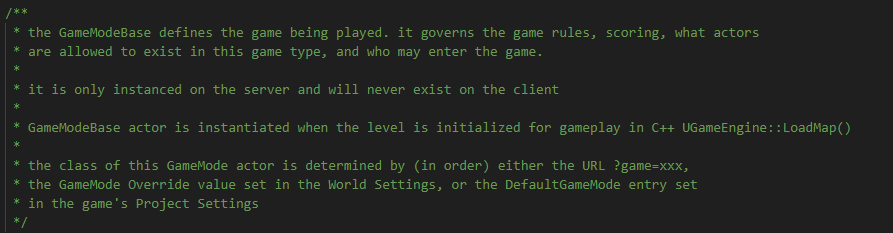 /**
 * the GameModeBase defines the game being played. it governs the game rules, scoring, what actors
 * are allowed to exist in this game type, and who may enter the game.
 *
 * it is only instanced on the server and will never exist on the client
 *
 * GameModeBase actor is instantiated when the level is initialized for gameplay in C++ UGameEngine::LoadMap()
 *
 * the class of this GameMode actor is determined by (in order) either the URL ?game=xxx,
 * the GameMode Override value set in the World Settings, or the DefaultGameMode entry set
 * in the game's Project Settings
 */